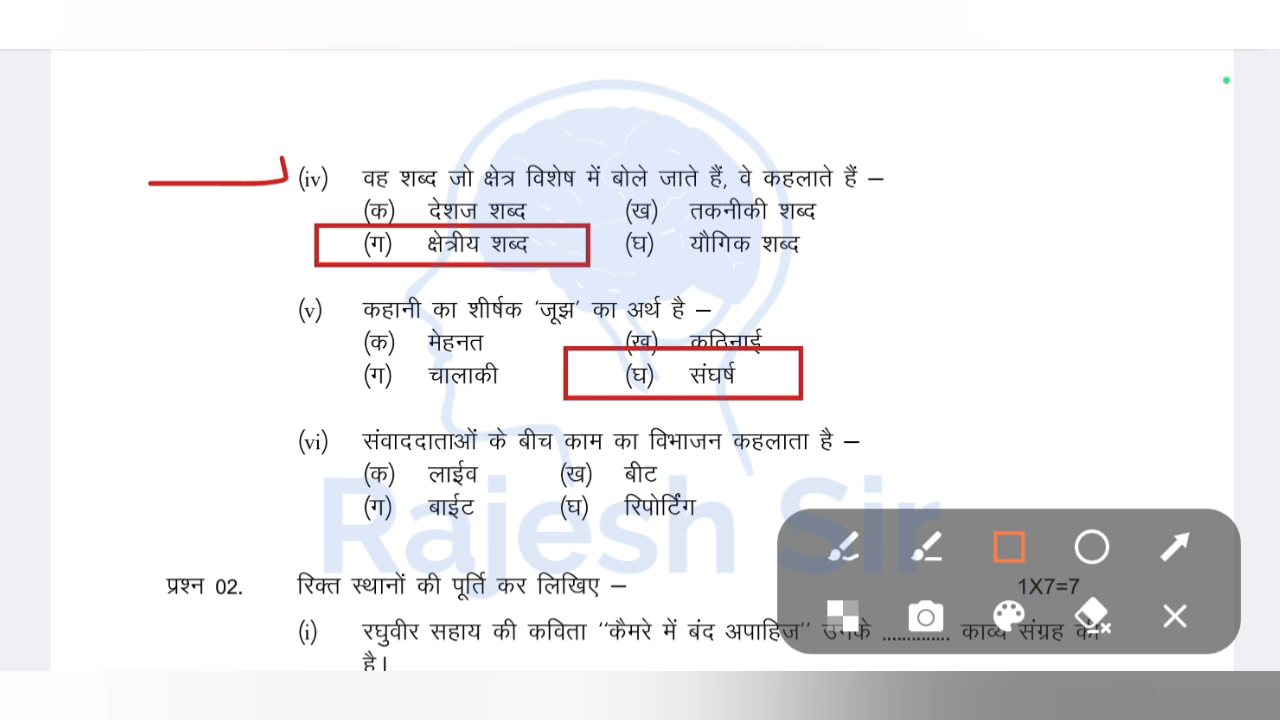 (iv) वह शब्द जो क्षेत्र विशेष में बोले जाते हैं, वे कहलाते हैं –
(क) देशज शब्द (ख) तकनीकी शब्द
(ग) क्षेत्रीय शब्द (घ) यौगिक शब्द
(v) कहानी का शीर्षक ‘जूझ’ का अर्थ है –
(क) मेहनत (ख) कठिनाई
(ग) चालाकी (घ) संघर्ष
(vi) संवाददाताओं के बीच काम का विभाजन कहलाता है –
(क) लाईव (ख) बीट
(ग) बाईट (घ) रिपोर्टिंग
Rajesh Sir
प्रश्न 02. रिक्त स्थानों की पूर्ति कर लिखिए – 1X7=7
(i) रघुवीर सहाय की कविता ‘‘कैमरे में बंद अपाहिज’’ उनके ............. काव्य संग्रह की
है।